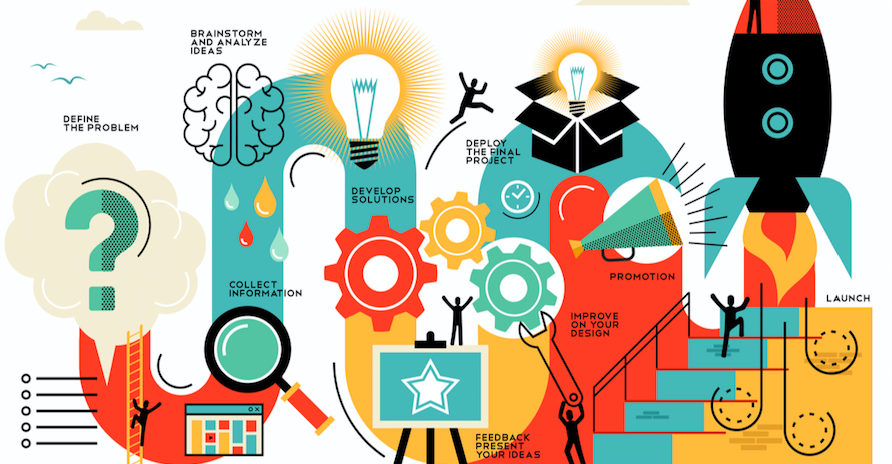 BRAINSTORM
AND ANALYZE
IDEAS
DEFINE
THE PROBLEM
DEPLOY
THE FINAL
PROJECT
DEVELOP
SOLUTIONS
COLLECT
INFORMATION
PROMOTION
LAUNCH
IMPROVE
ON YOUR
DESIGN
FEEDBACK
PRESENT
YOUR IDEAS